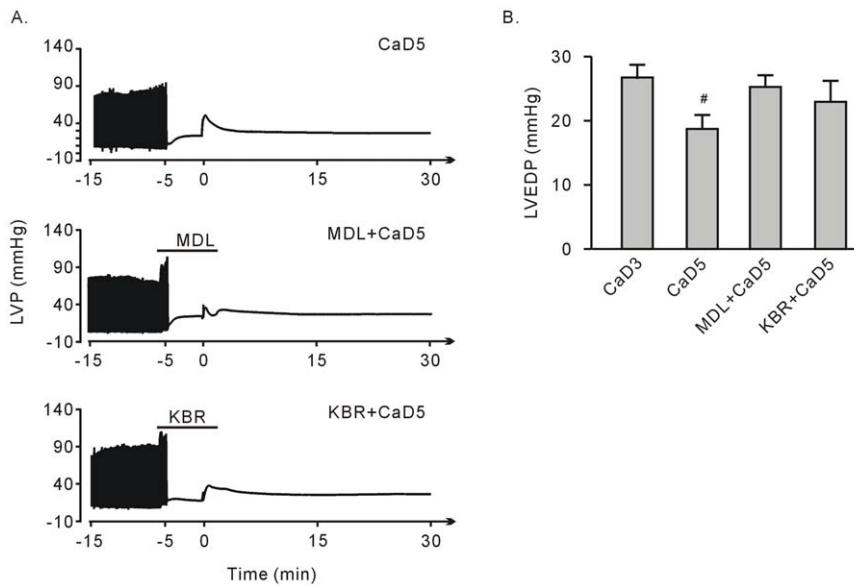 A.
CaD5
140
90
40
-10
-15 -5 0 15 30
MDL
MDL+CaD5
140
90
40
-10
-15 -5 0 15 30
KBR
KBR+CaD5
140
90
40
-10
-15 -5 0 15 30
LVP (mmHg)
Time (min)
B.
30
20
10
0
LVEDP (mmHg)
#
CaD3
CaD5
MDL+CaD5
KBR+CaD5